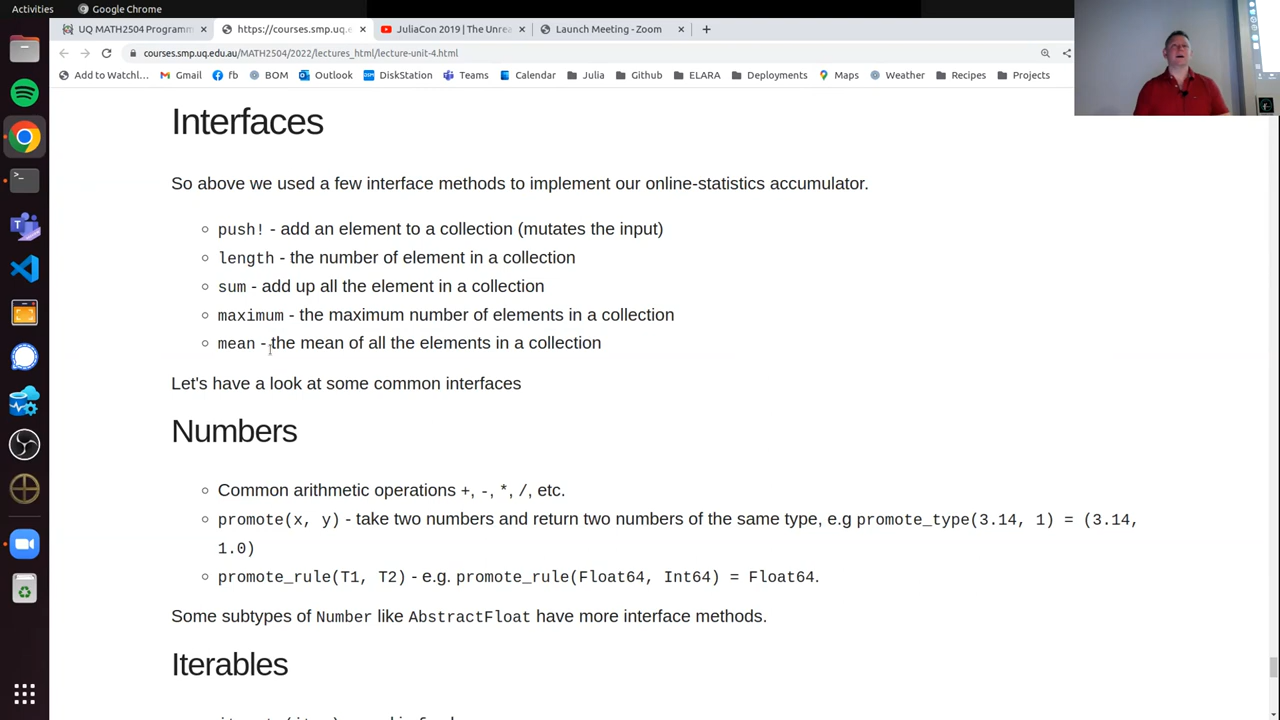 Activities
Google Chrome
UQ MATH2504 Programm
https://courses.smp.uq.e
JuliaCon 2019 | The Unrea
Launch Meeting - Zoom
courses.smp.uq.edu.au/MATH2504/2022/lectures_html/lecture-unit-4.html
Add to Watchl... Gmail fb BOM Outlook DiskStation Teams Calendar Julia Github ELARA Deployments Maps Weather Recipes Projects
Interfaces
So above we used a few interface methods to implement our online-statistics accumulator.
push! - add an element to a collection (mutates the input)
length - the number of element in a collection
sum - add up all the element in a collection
maximum - the maximum number of elements in a collection
mean - the mean of all the elements in a collection
Let's have a look at some common interfaces
Numbers
Common arithmetic operations +, -, *, /, etc.
promote(x, y) - take two numbers and return two numbers of the same type, e.g promote_type(3.14, 1) = (3.14,
1.0)
promote_rule(T1, T2) - e.g. promote_rule(Float64, Int64) = Float64.
Some subtypes of Number like AbstractFloat have more interface methods.
Iterables